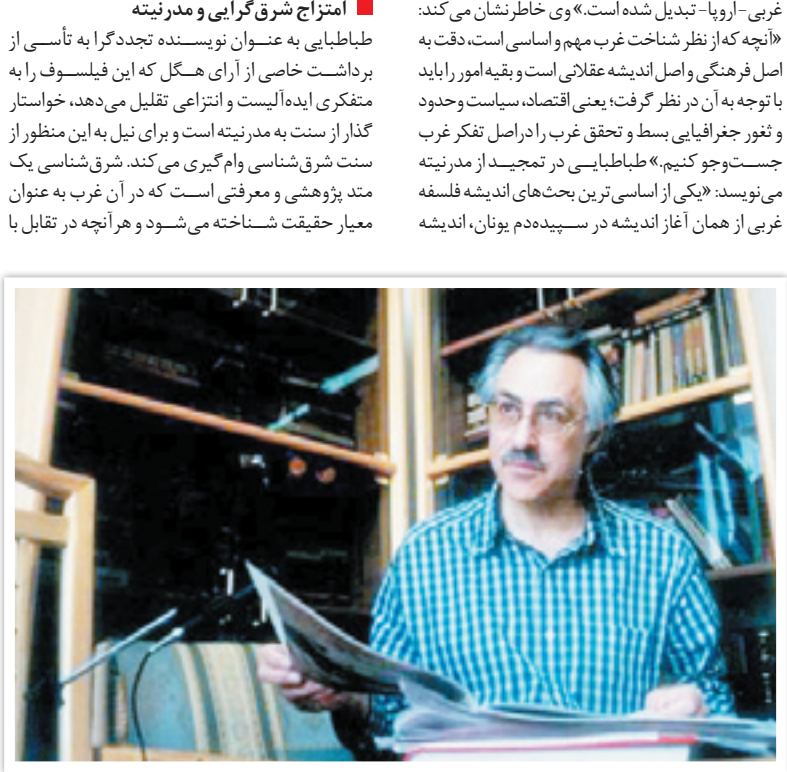 غربی-اروپا- تبدیل شده است.» وی خاطرنشان می‌کند:
«آنچه که از نظر شناخت غرب مهم و اساسی است، دقت به
اصل فرهنگی و اصل اندیشه عقلانی است و بقیه امور را باید
با توجه به آن در نظر گرفت؛ یعنی اقتصاد، سیاست و حدود
و ثغور جغرافیایی بسط و تحقق غرب را در اصل تفکر غرب
جست‌وجو کنیم.» طباطبایی در تمجید از مدرنیته
می‌نویسد: «یکی از اساسی‌ترین بحث‌های اندیشه فلسفه
غربی از همان آغاز اندیشه در سپیده‌دم یونان، اندیشه
امتزاج شرق‌گرایی و مدرنیته
طباطبایی به عنوان نویسنده تجددگرا به تأسی از
برداشت خاصی از آرای هگل که این فیلسوف را به
متفکری ایده‌آلیست و انتزاعی تقلیل می‌دهد، خواستار
گذار از سنت به مدرنیته است و برای نیل به این منظور از
سنت شرق‌شناسی وام‌گیری می‌کند. شرق‌شناسی یک
متد پژوهشی و معرفتی است که در آن غرب به عنوان
معیار حقیقت شناخته می‌شود و هر آنچه در تقابل با